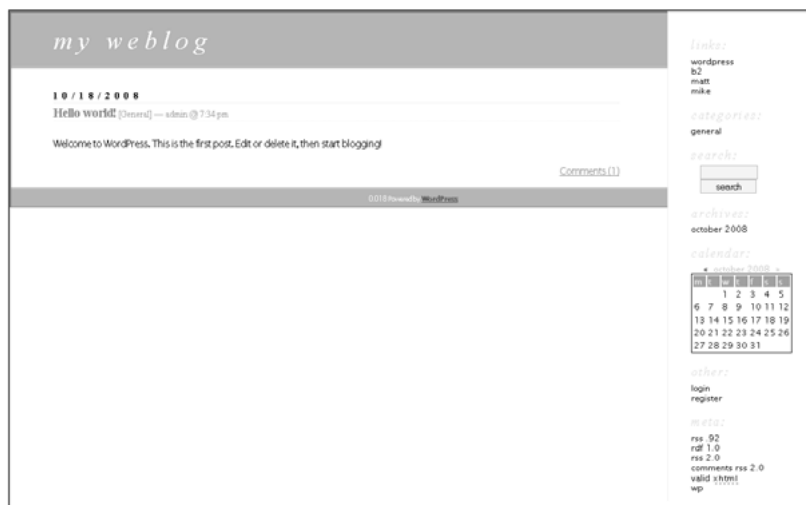 my weblog
10/18/2008
Hello world! [General] — admin @ 7:34 pm
Welcome to WordPress. This is the first post. Edit or delete it, then start blogging!
Comments (1)
0.018 Powered by WordPress
links:
wordpress
b2
matt
mike
categories:
general
search:
search
archives:
october 2008
calendar:
« october 2008 »
m t w t f s s
1 2 3 4 5
6 7 8 9 10 11 12
13 14 15 16 17 18 19
20 21 22 23 24 25 26
27 28 29 30 31
other:
login
register
meta:
rss .92
rdf 1.0
rss 2.0
comments rss 2.0
valid xhtml
wp